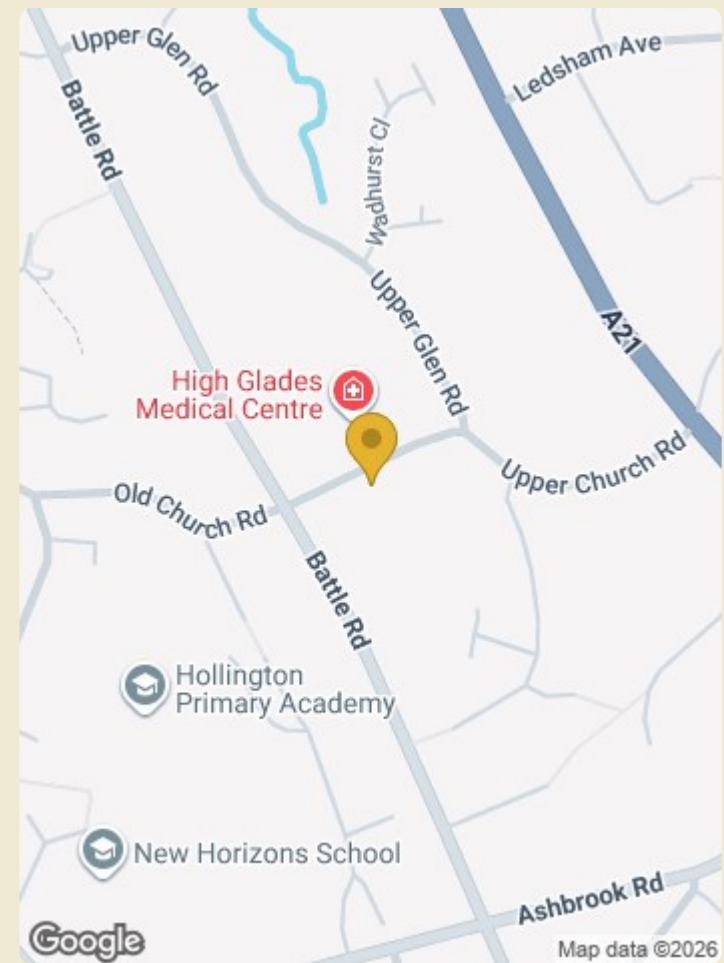 Upper Glen Rd
Ledsham Ave
Battle Rd
Wadhurst Cl
Upper Glen Rd
A21
High Glades
Medical Centre
Upper Church Rd
Old Church Rd
Battle Rd
Hollington
Primary Academy
New Horizons School
Ashbrook Rd
Google
Map data ©2026